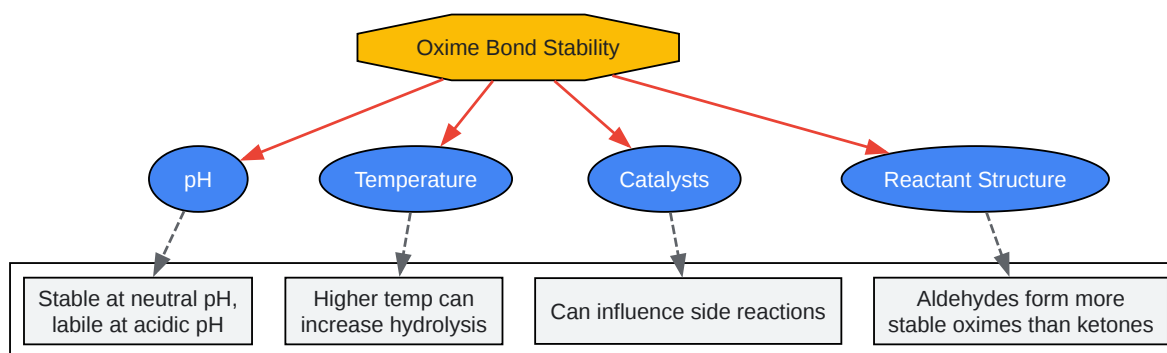 Oxime Bond Stability
pH
Temperature
Catalysts
Reactant Structure
Stable at neutral pH,
labile at acidic pH
Higher temp can
increase hydrolysis
Can influence side reactions
Aldehydes form more
stable oximes than ketones